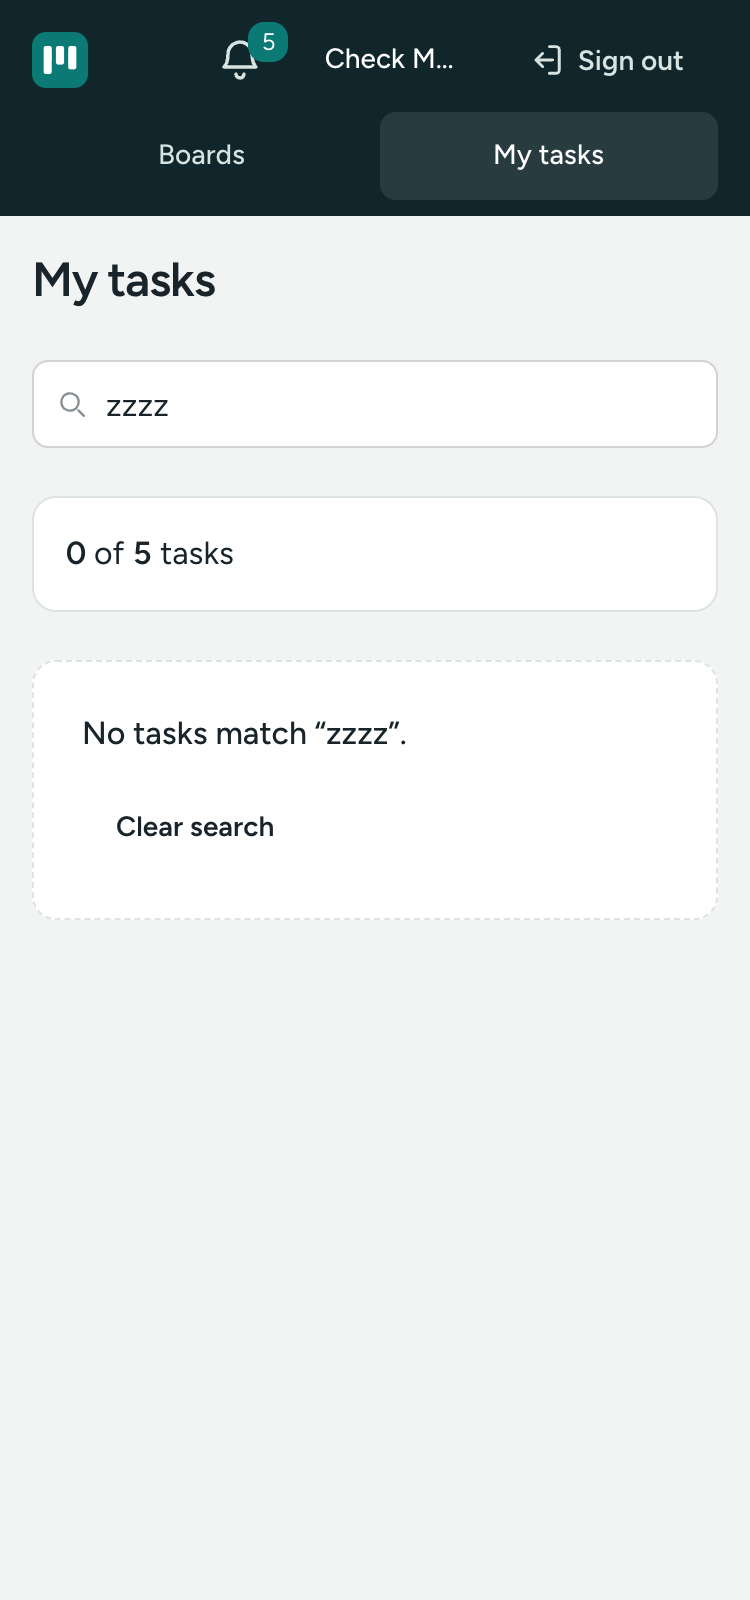 5
Check M...
Sign out
Boards
My tasks
My tasks
zzzz
0 of 5 tasks
No tasks match “zzzz”.
Clear search